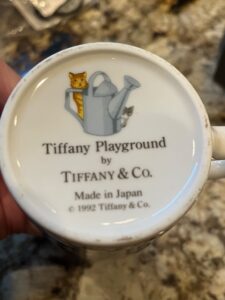 Tiffany Playground
by
TIFFANY & CO.
Made in Japan
© 1992 Tiffany & Co.